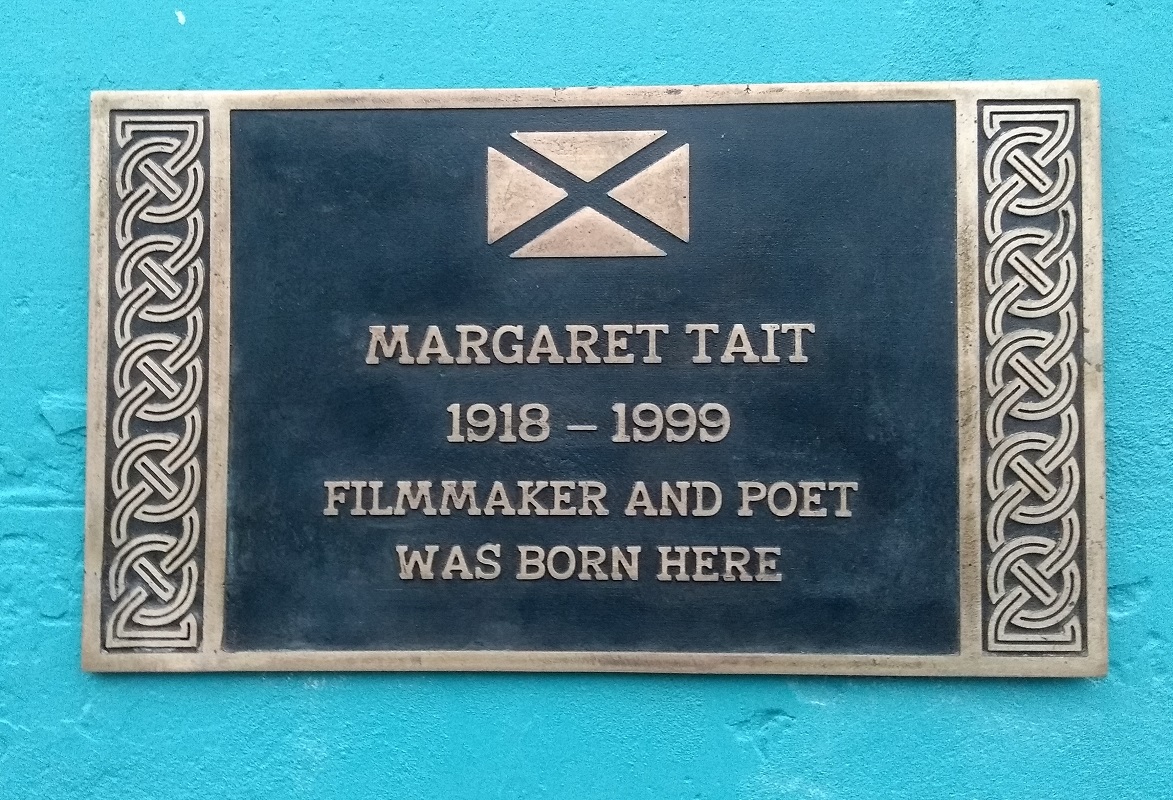 MARGARET TAIT
1918 – 1999
FILMMAKER AND POET
WAS BORN HERE